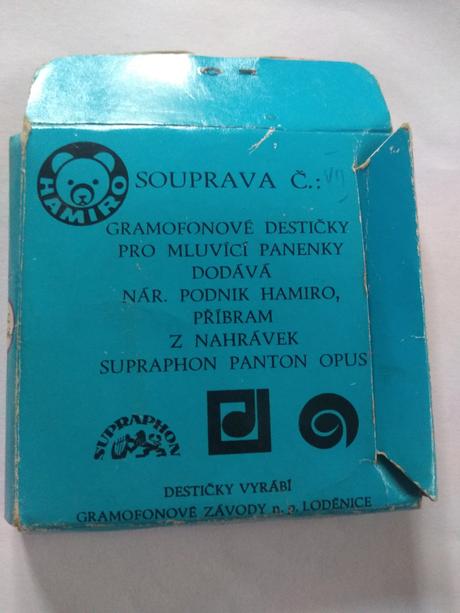 HAMIRO
SOUPRAVA Č.: VII
GRAMOFONOVÉ DESTIČKY
PRO MLUVÍCÍ PANENKY
DODÁVÁ
NÁR. PODNIK HAMIRO,
PŘÍBRAM
Z NAHRÁVEK
SUPRAPHON PANTON OPUS
SUPRAPHON
DESTIČKY VYRÁBÍ
GRAMOFONOVÉ ZÁVODY n. p. LODĚNICE